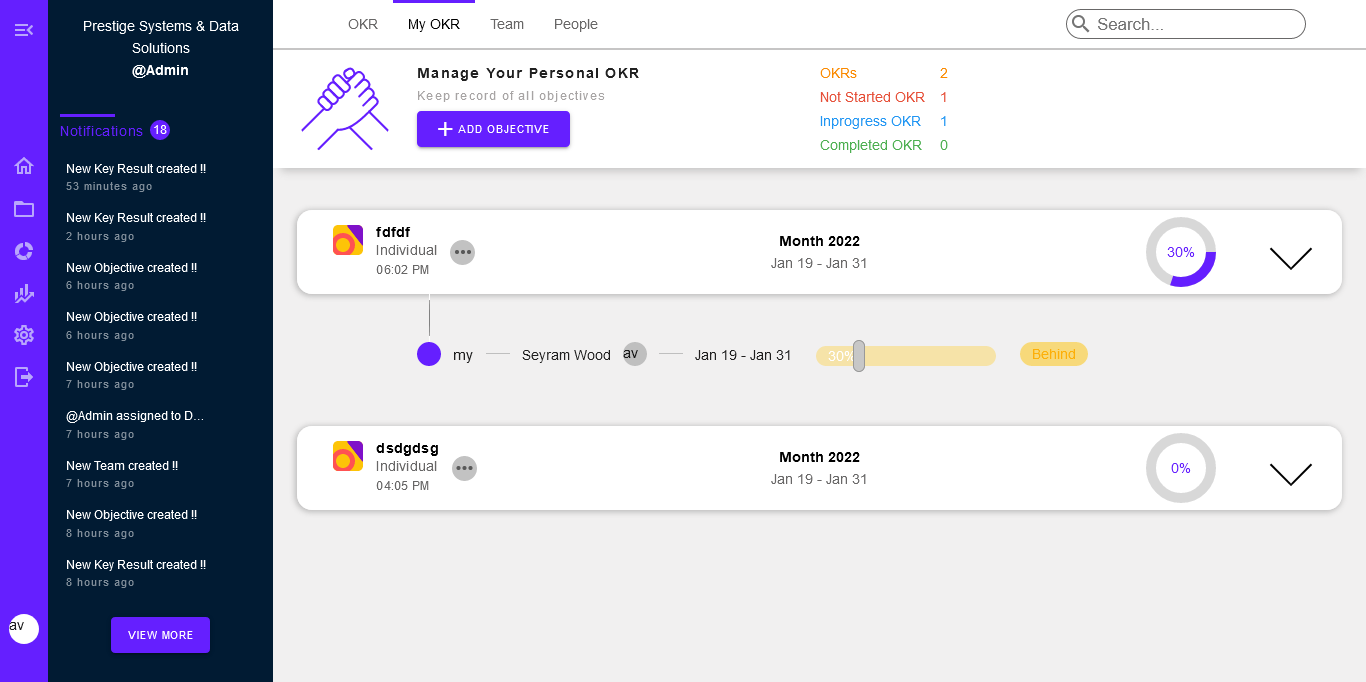 Prestige Systems & Data
Solutions
@Admin
Notifications 18
New Key Result created !!
53 minutes ago
New Key Result created !!
2 hours ago
New Objective created !!
6 hours ago
New Objective created !!
6 hours ago
New Objective created !!
7 hours ago
@Admin assigned to D...
7 hours ago
New Team created !!
7 hours ago
New Objective created !!
8 hours ago
New Key Result created !!
8 hours ago
VIEW MORE
av
OKR My OKR Team People
Search...
Manage Your Personal OKR
Keep record of all objectives
ADD OBJECTIVE
OKRs 2
Not Started OKR 1
Inprogress OKR 1
Completed OKR 0
fdfdf
Individual
06:02 PM
Month 2022
Jan 19 - Jan 31
30%
my Seyram Wood av Jan 19 - Jan 31 30% Behind
dsdgdsg
Individual
04:05 PM
Month 2022
Jan 19 - Jan 31
0%